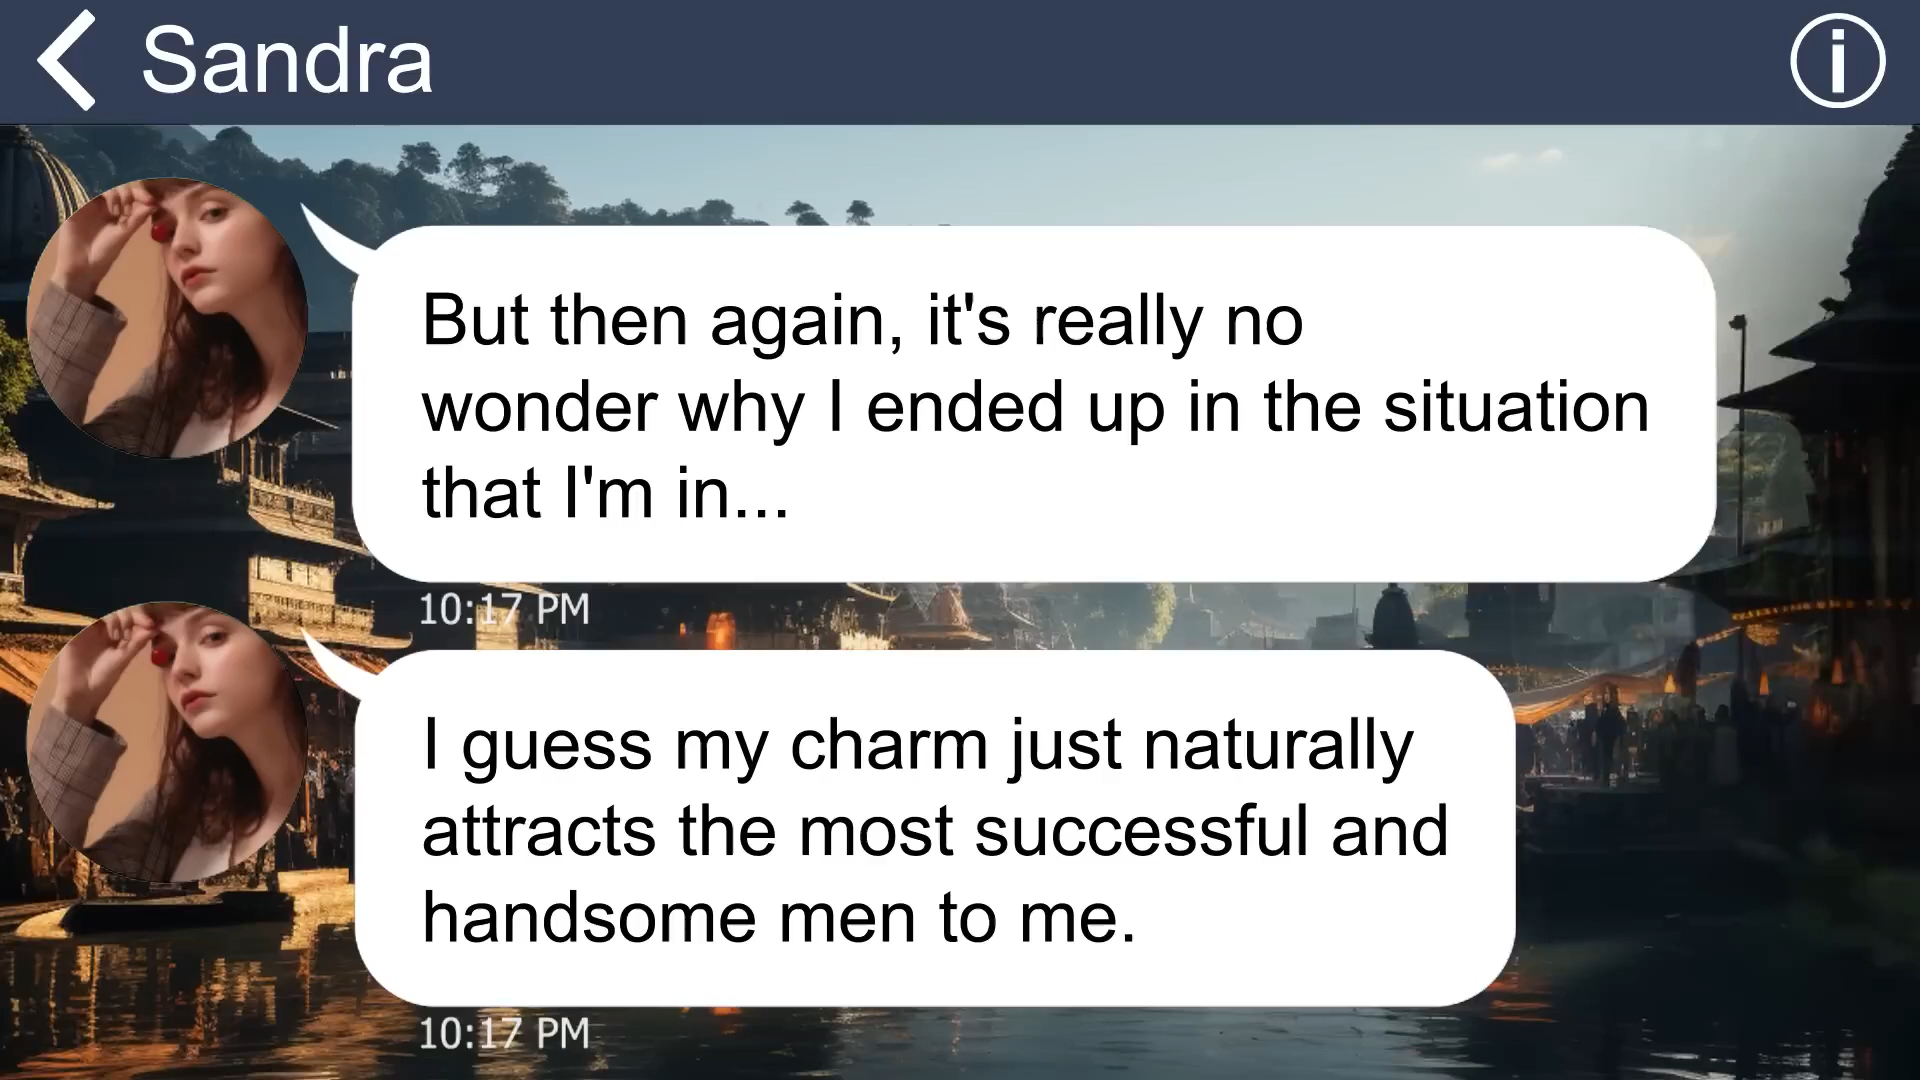 Sandra
But then again, it's really no
wonder why I ended up in the situation
that I'm in...
10:17 PM
I guess my charm just naturally
attracts the most successful and
handsome men to me.
10:17 PM